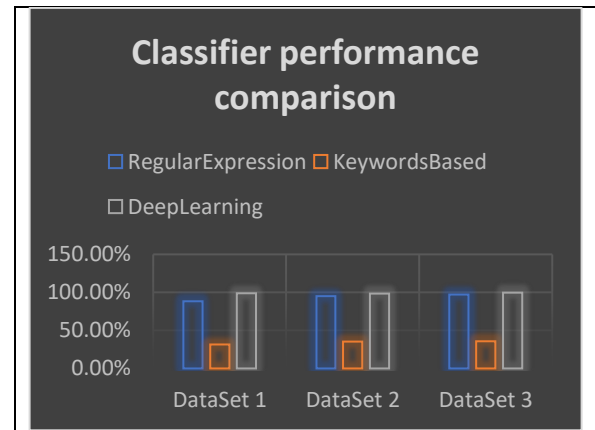 Classifier performance
comparison
RegularExpression KeywordsBased
DeepLearning
150.00%
100.00%
50.00%
0.00%
DataSet 1 DataSet 2 DataSet 3